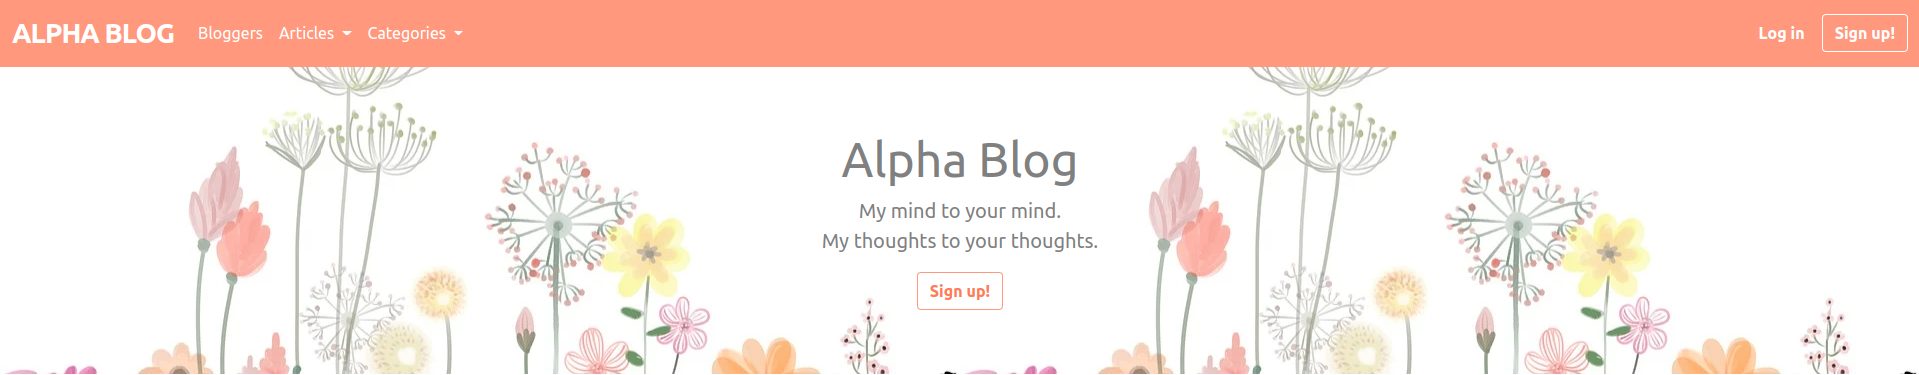 ALPHA BLOG Bloggers Articles Categories Log in Sign up!
Alpha Blog
My mind to your mind.
My thoughts to your thoughts.
Sign up!